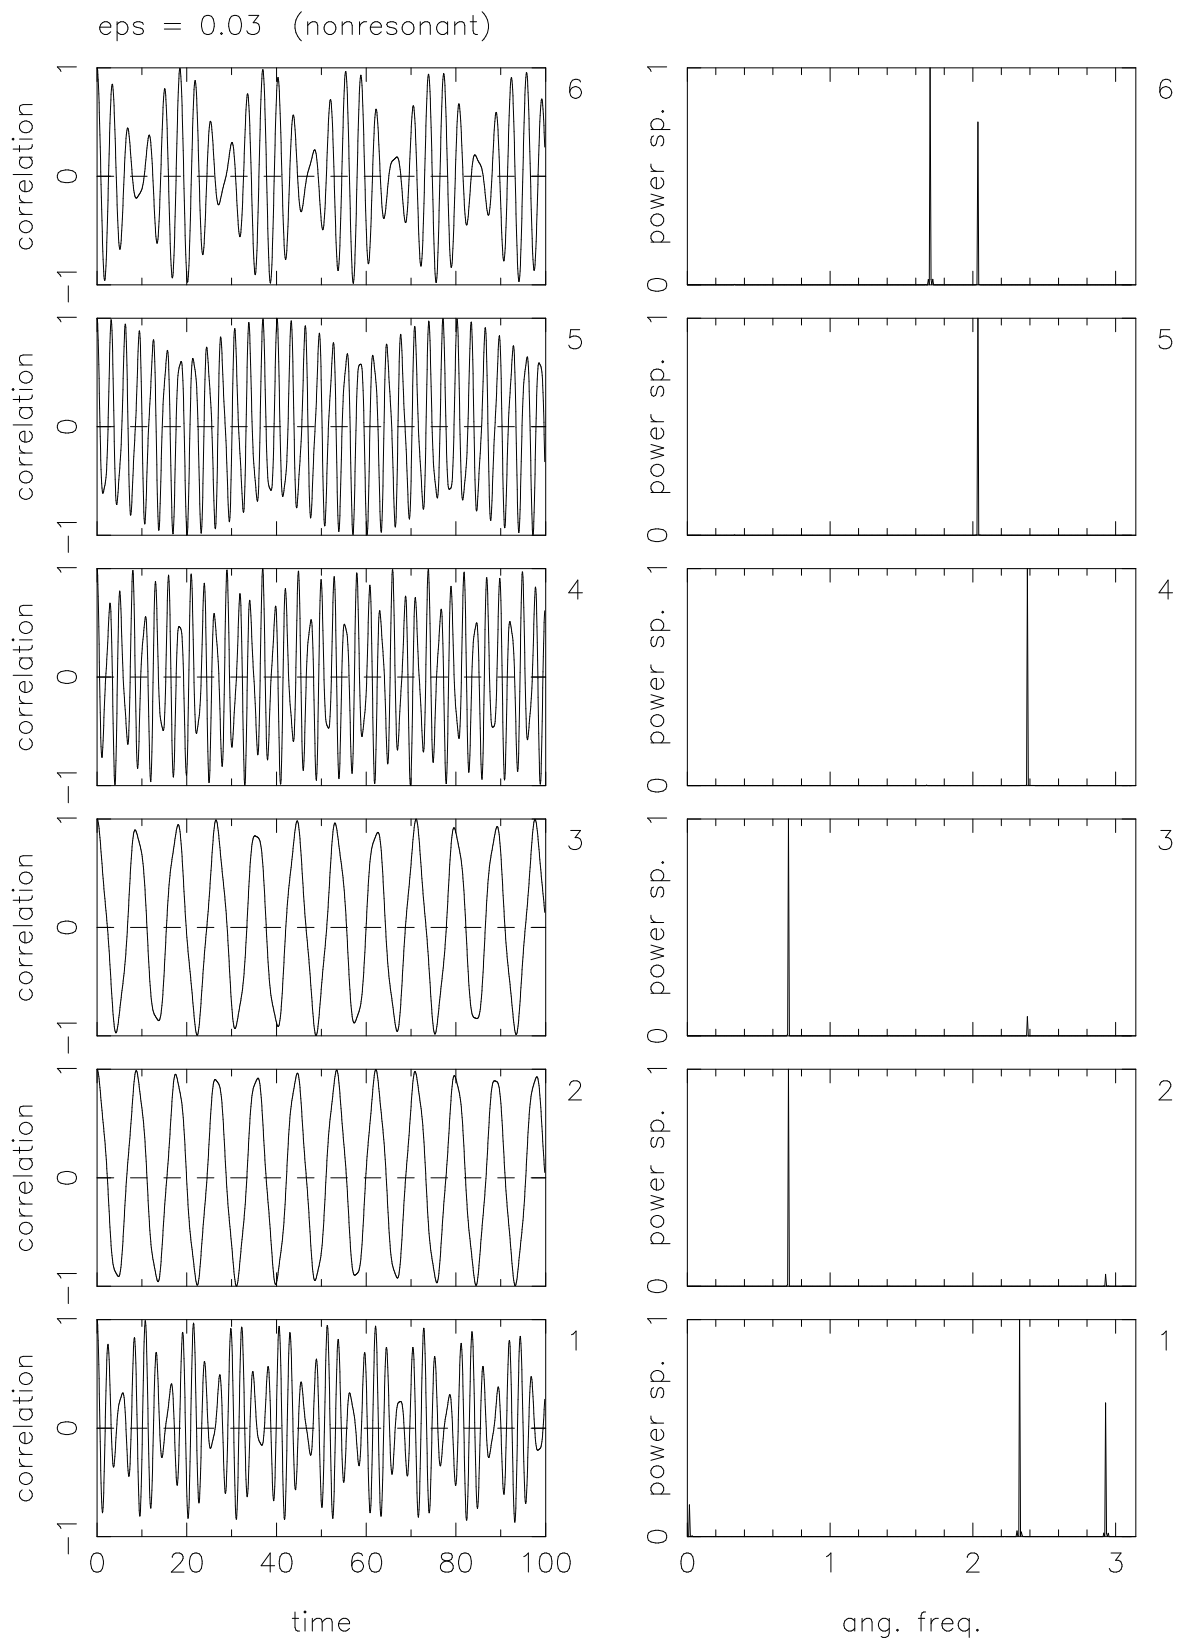 eps = 0.03 (nonresonant)
correlation
−1 0 1
6
power sp.
0 1
6
correlation
−1 0 1
5
power sp.
0 1
5
correlation
−1 0 1
4
power sp.
0 1
4
correlation
−1 0 1
3
power sp.
0 1
3
correlation
−1 0 1
2
power sp.
0 1
2
correlation
−1 0 1
1
power sp.
0 1
1
0 20 40 60 80 100
0 1 2 3
time
ang. freq.